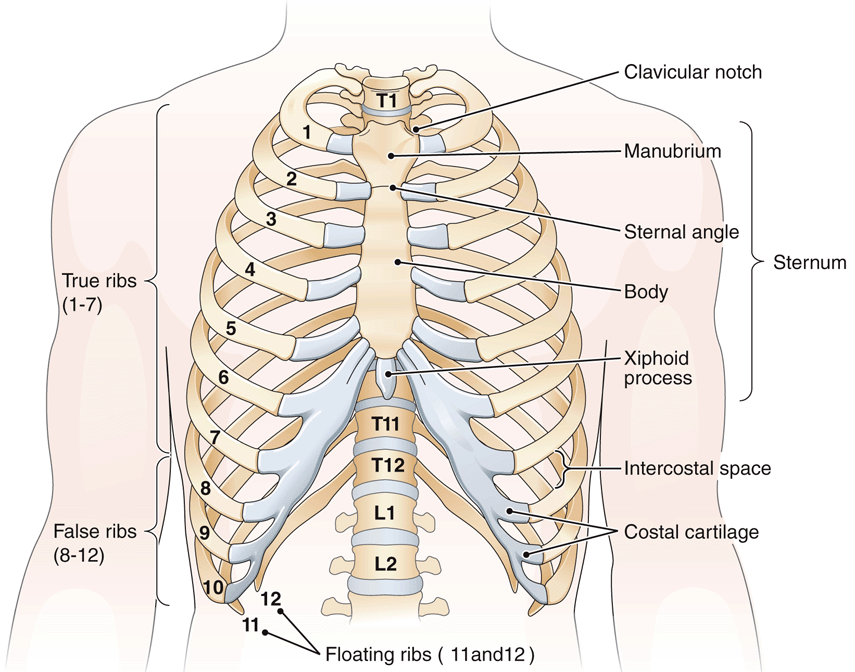 T1
1
2
3
4
5
6
7
8
9
10
12
11
T11
T12
L1
L2
True ribs
(1-7)
False ribs
(8-12)
Clavicular notch
Manubrium
Sternal angle
Body
Xiphoid
process
Sternum
Intercostal space
Costal cartilage
Floating ribs ( 11and12 )